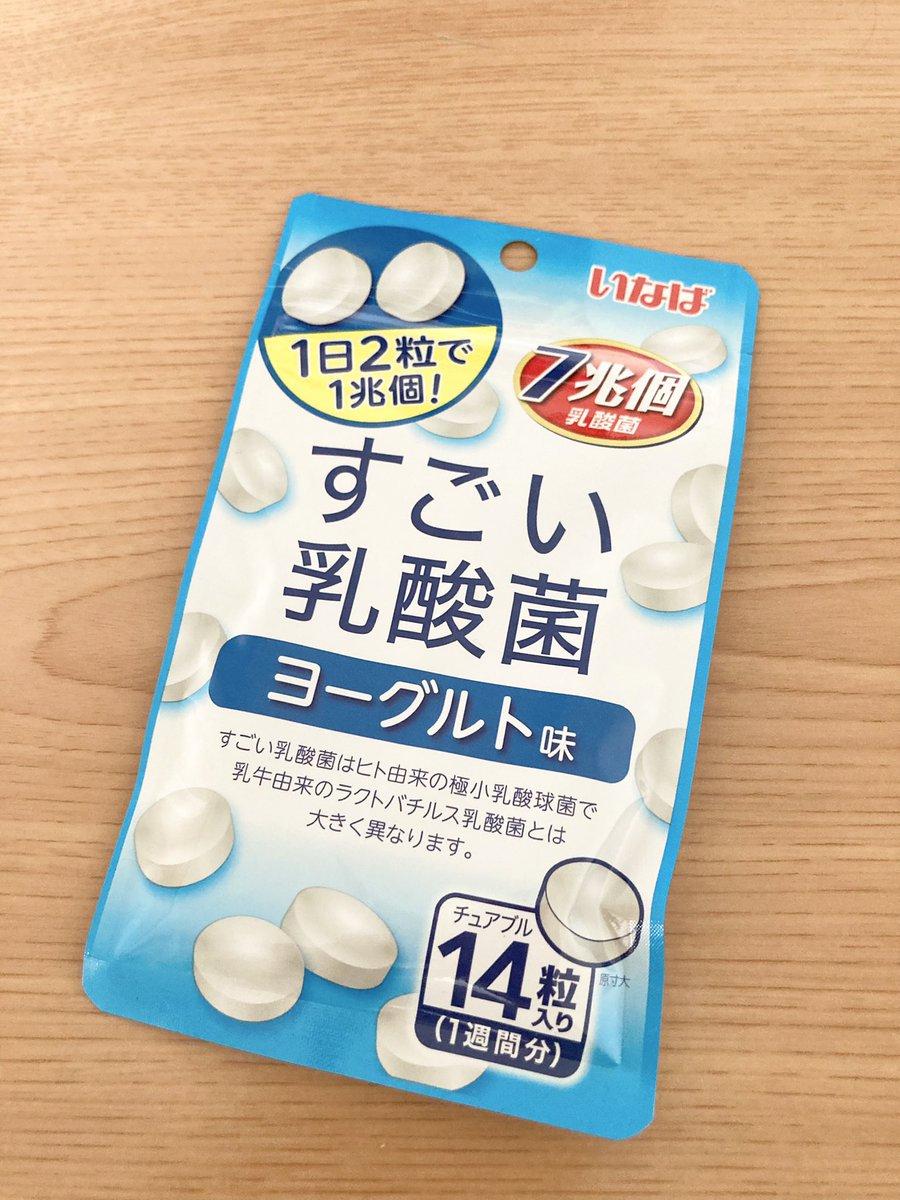 いなば
1日2粒で
1兆個!
7兆個
乳酸菌
すごい
乳酸菌
ヨーグルト味
すごい乳酸菌はヒト由来の極小乳酸球菌で
乳牛由来のラクトバチルス乳酸菌とは
大きく異なります。
チュアブル
14粒
入り
(1週間分)
原寸大